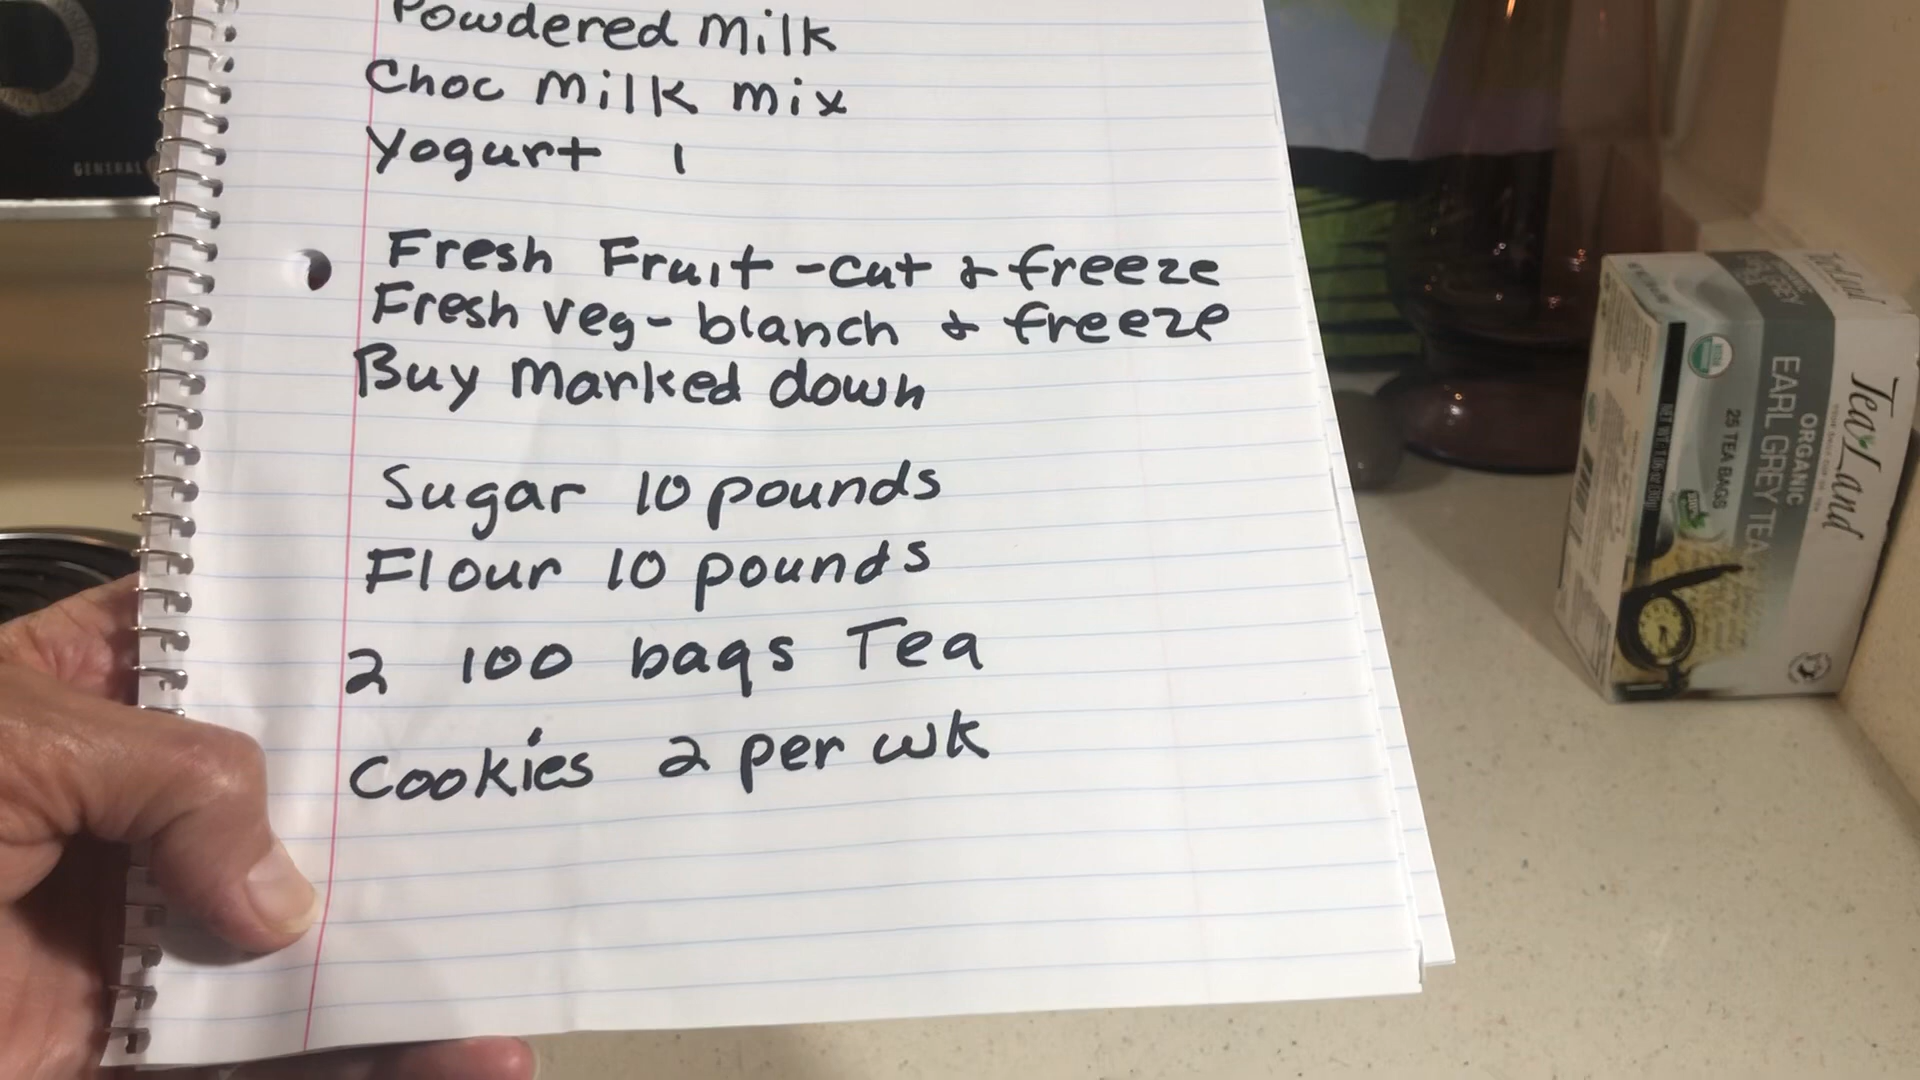 Powdered Milk
Choc Milk mix
Yogurt 1
Fresh Fruit - cut & freeze
Fresh veg - blanch & freeze
Buy Marked down
Sugar 10 pounds
Flour 10 pounds
2 100 bags Tea
Cookies 2 per wk
GENERAL
TeaLand
ORGANIC
EARL GREY TEA
25 TEA BAGS